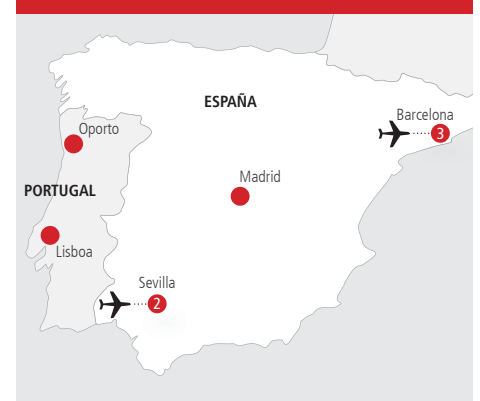 ESPAÑA
Barcelona
3
Oporto
Madrid
PORTUGAL
Lisboa
Sevilla
2